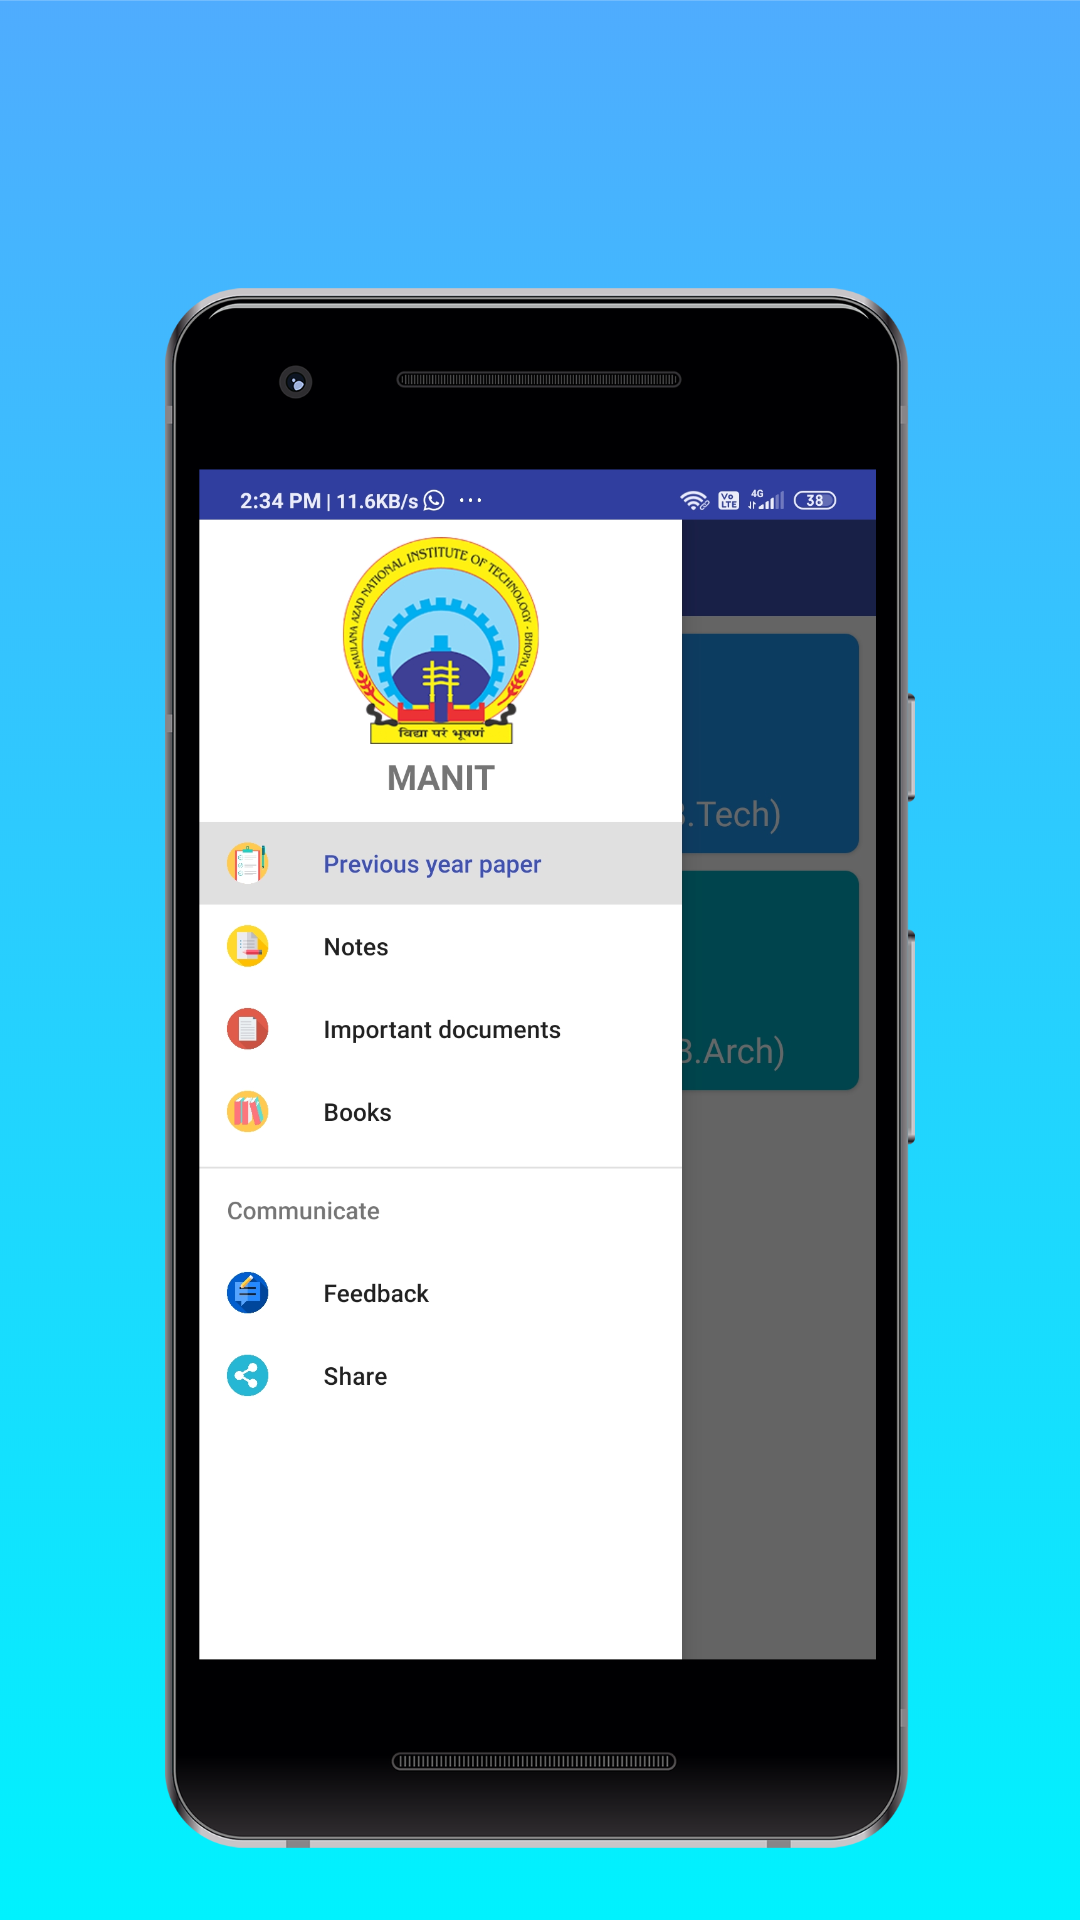 2:34 PM | 11.6KB/s ...
Vo LTE 4G 38
MAULANA AZAD NATIONAL INSTITUTE OF TECHNOLOGY - BHOPAL
विद्या परं भूषणं
MANIT
.Tech)
Previous year paper
Notes
Important documents
B.Arch)
Books
Communicate
Feedback
Share